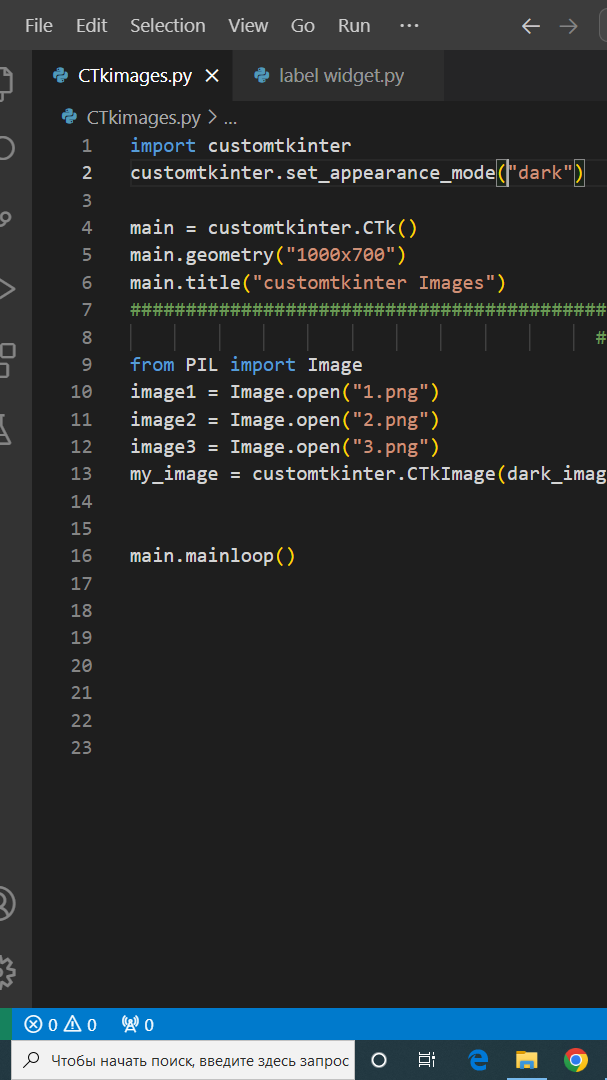 File Edit Selection View Go Run ···
CTkimages.py label widget.py
CTkimages.py > ...
1 import customtkinter
2 customtkinter.set_appearance_mode("dark")
3
4 main = customtkinter.CTk()
5 main.geometry("1000x700")
6 main.title("customtkinter Images")
7 ###########################################
8 #
9 from PIL import Image
10 image1 = Image.open("1.png")
11 image2 = Image.open("2.png")
12 image3 = Image.open("3.png")
13 my_image = customtkinter.CTkImage(dark_imag
14
15
16 main.mainloop()
17
18
19
20
21
22
23
0 0 0
Чтобы начать поиск, введите здесь запрос